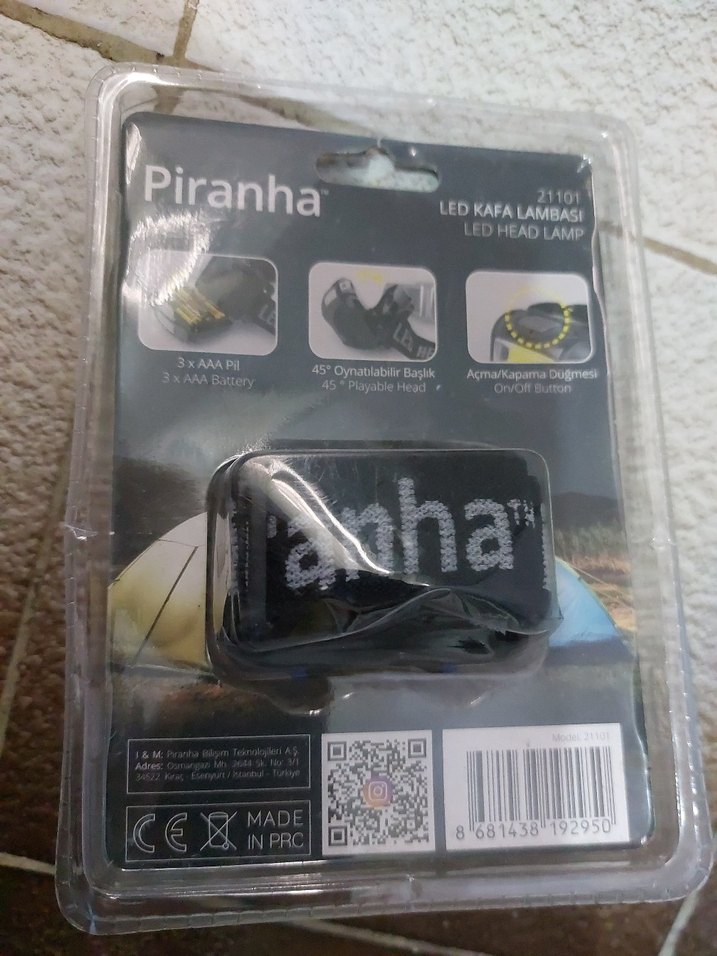 Piranha™
21101
LED KAFA LAMBASI
LED HEAD LAMP
3 x AAA Pil
3 x AAA Battery
45° Oynatılabilir Başlık
45 ° Playable Head
Açma/Kapama Düğmesi
On/Off Button
anha™
I & M: Piranha Bilişim Teknolojileri A.Ş.
Adres: Osmangazi Mh. 2644 Sk. No: 3/1
34522 Kıraç - Esenyurt / İstanbul - Türkiye
CE
MADE
IN PRC
Model: 21101
8 681438 192950